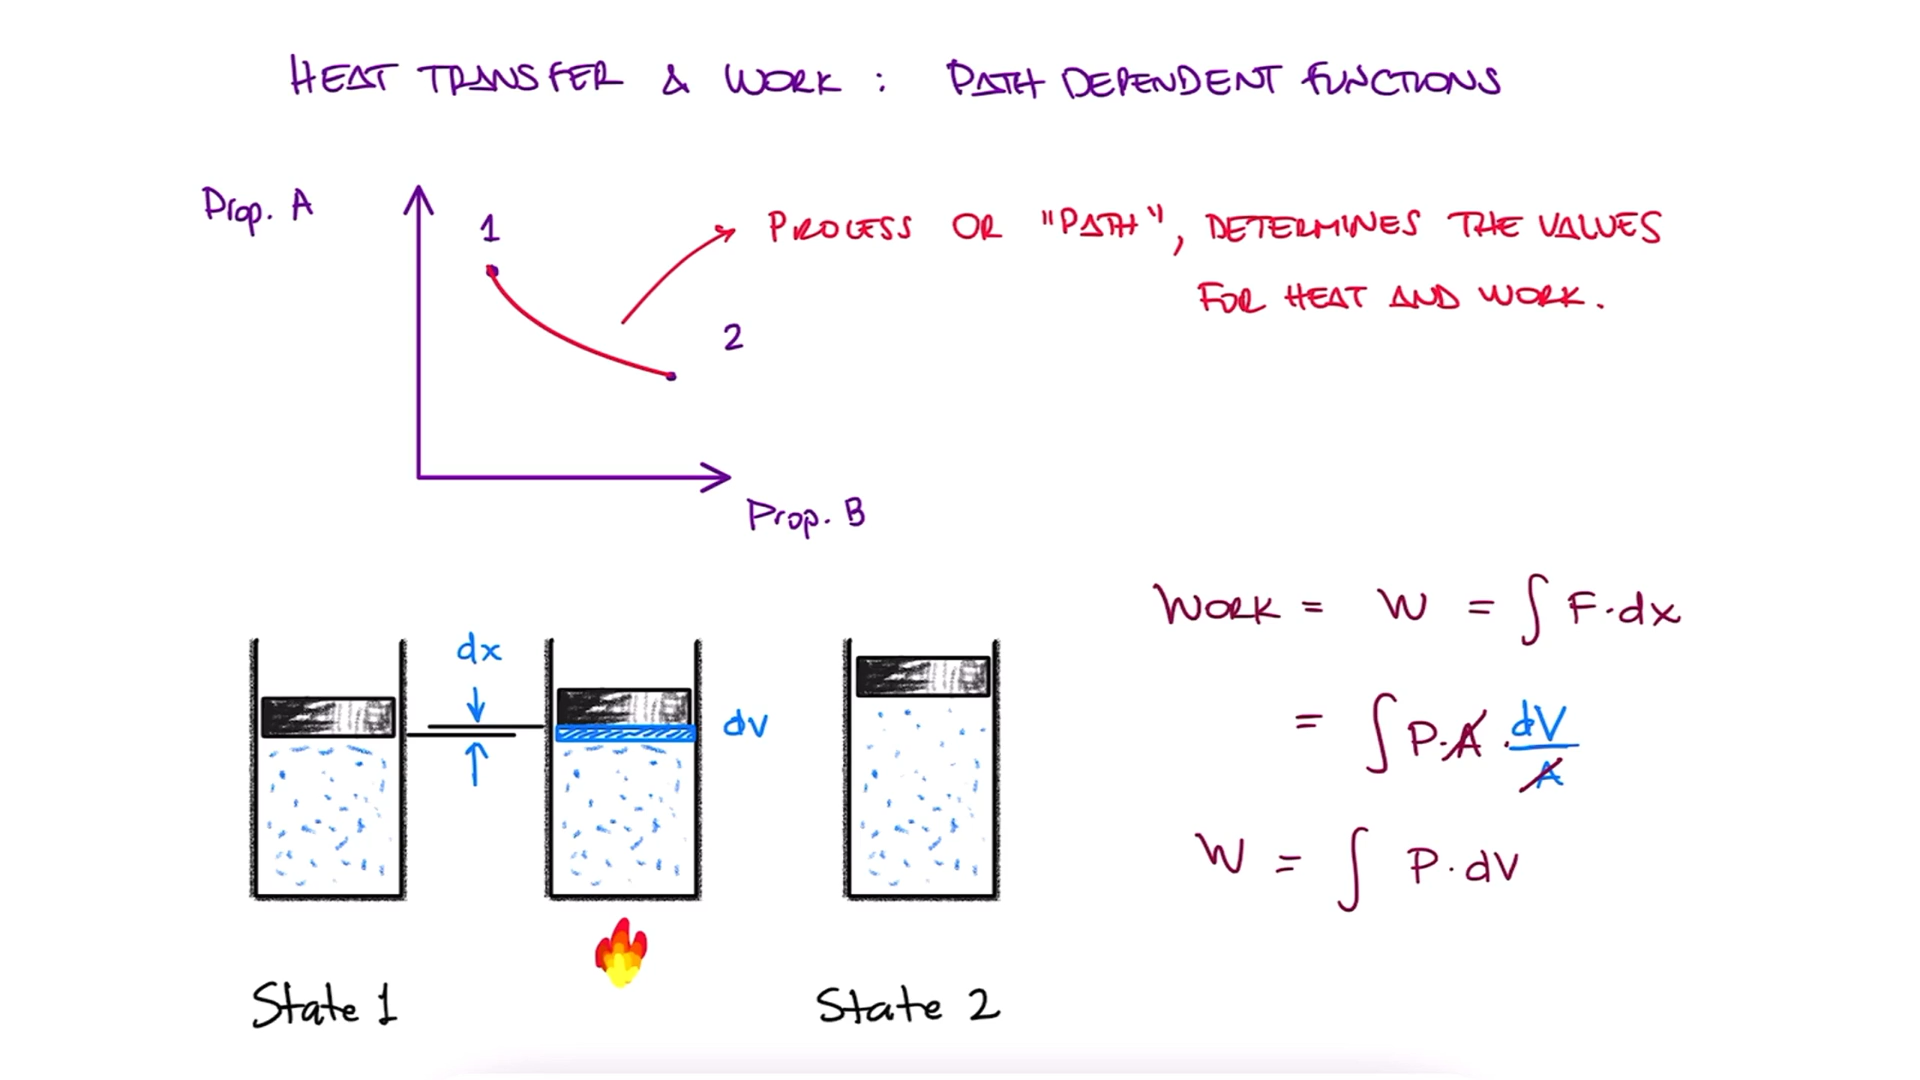 HEAT TRANSFER & WORK : PATH DEPENDENT FUNCTIONS
Prop. A
1
PROCESS OR "PATH", DETERMINES THE VALUES
FOR HEAT AND WORK.
2
Prop. B
WORK = W = ∫ F·dx
dx
dV
= ∫ P·A · dV/A
W = ∫ P·dV
State 1
State 2